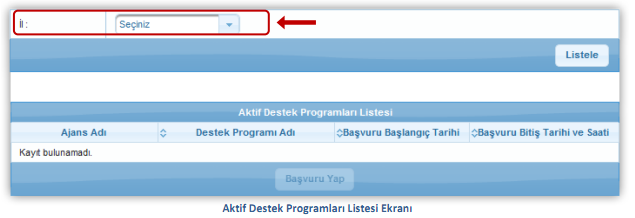 İl : Seçiniz
Listele
Aktif Destek Programları Listesi
Ajans Adı Destek Programı Adı Başvuru Başlangıç Tarihi Başvuru Bitiş Tarihi ve Saati
Kayıt bulunamadı.
Başvuru Yap
Aktif Destek Programları Listesi Ekranı